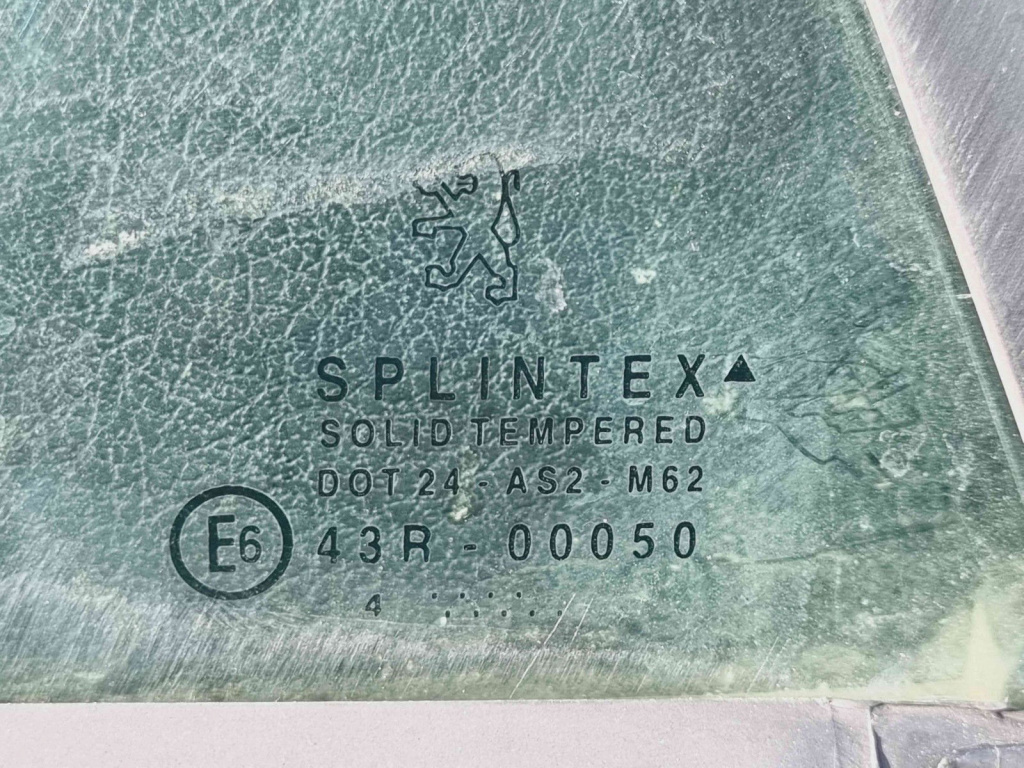 SPLINTEX
SOLID TEMPERED
DOT 24 - AS2 - M62
E6 43R - 00050
4